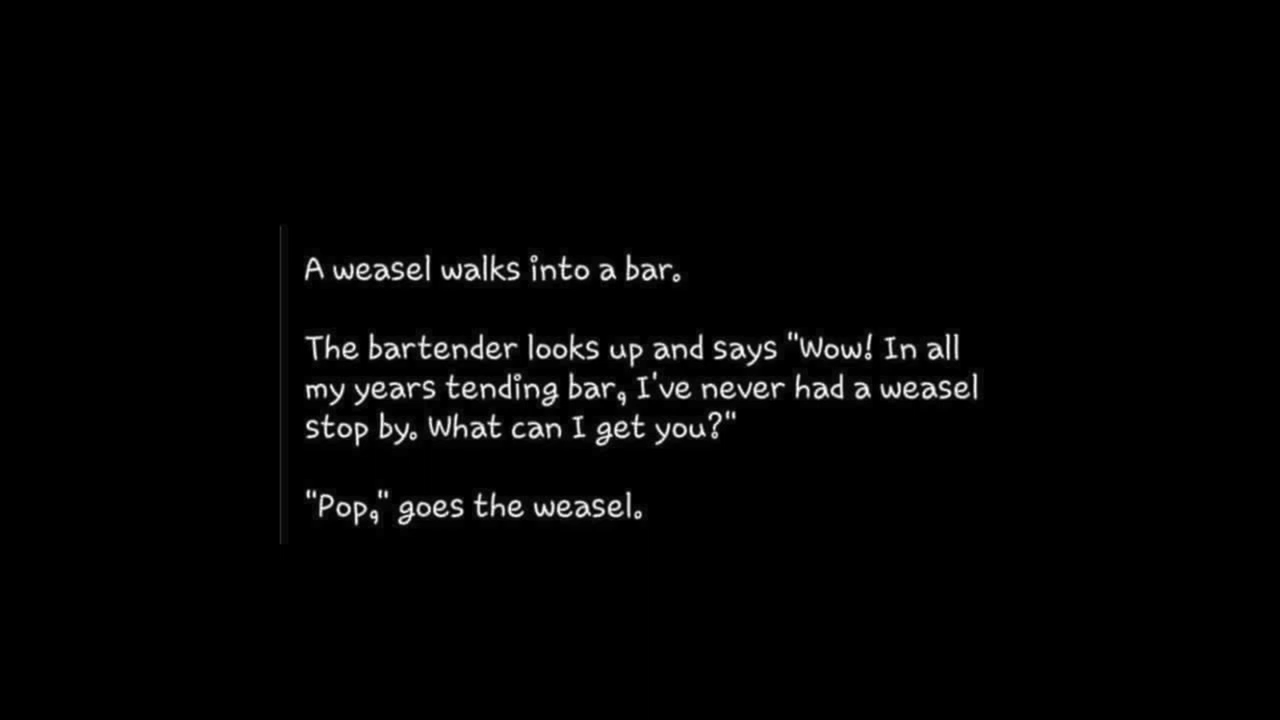 A weasel walks into a bar.
The bartender looks up and says "Wow! In all
my years tending bar, I've never had a weasel
stop by. What can I get you?"
"Pop," goes the weasel.